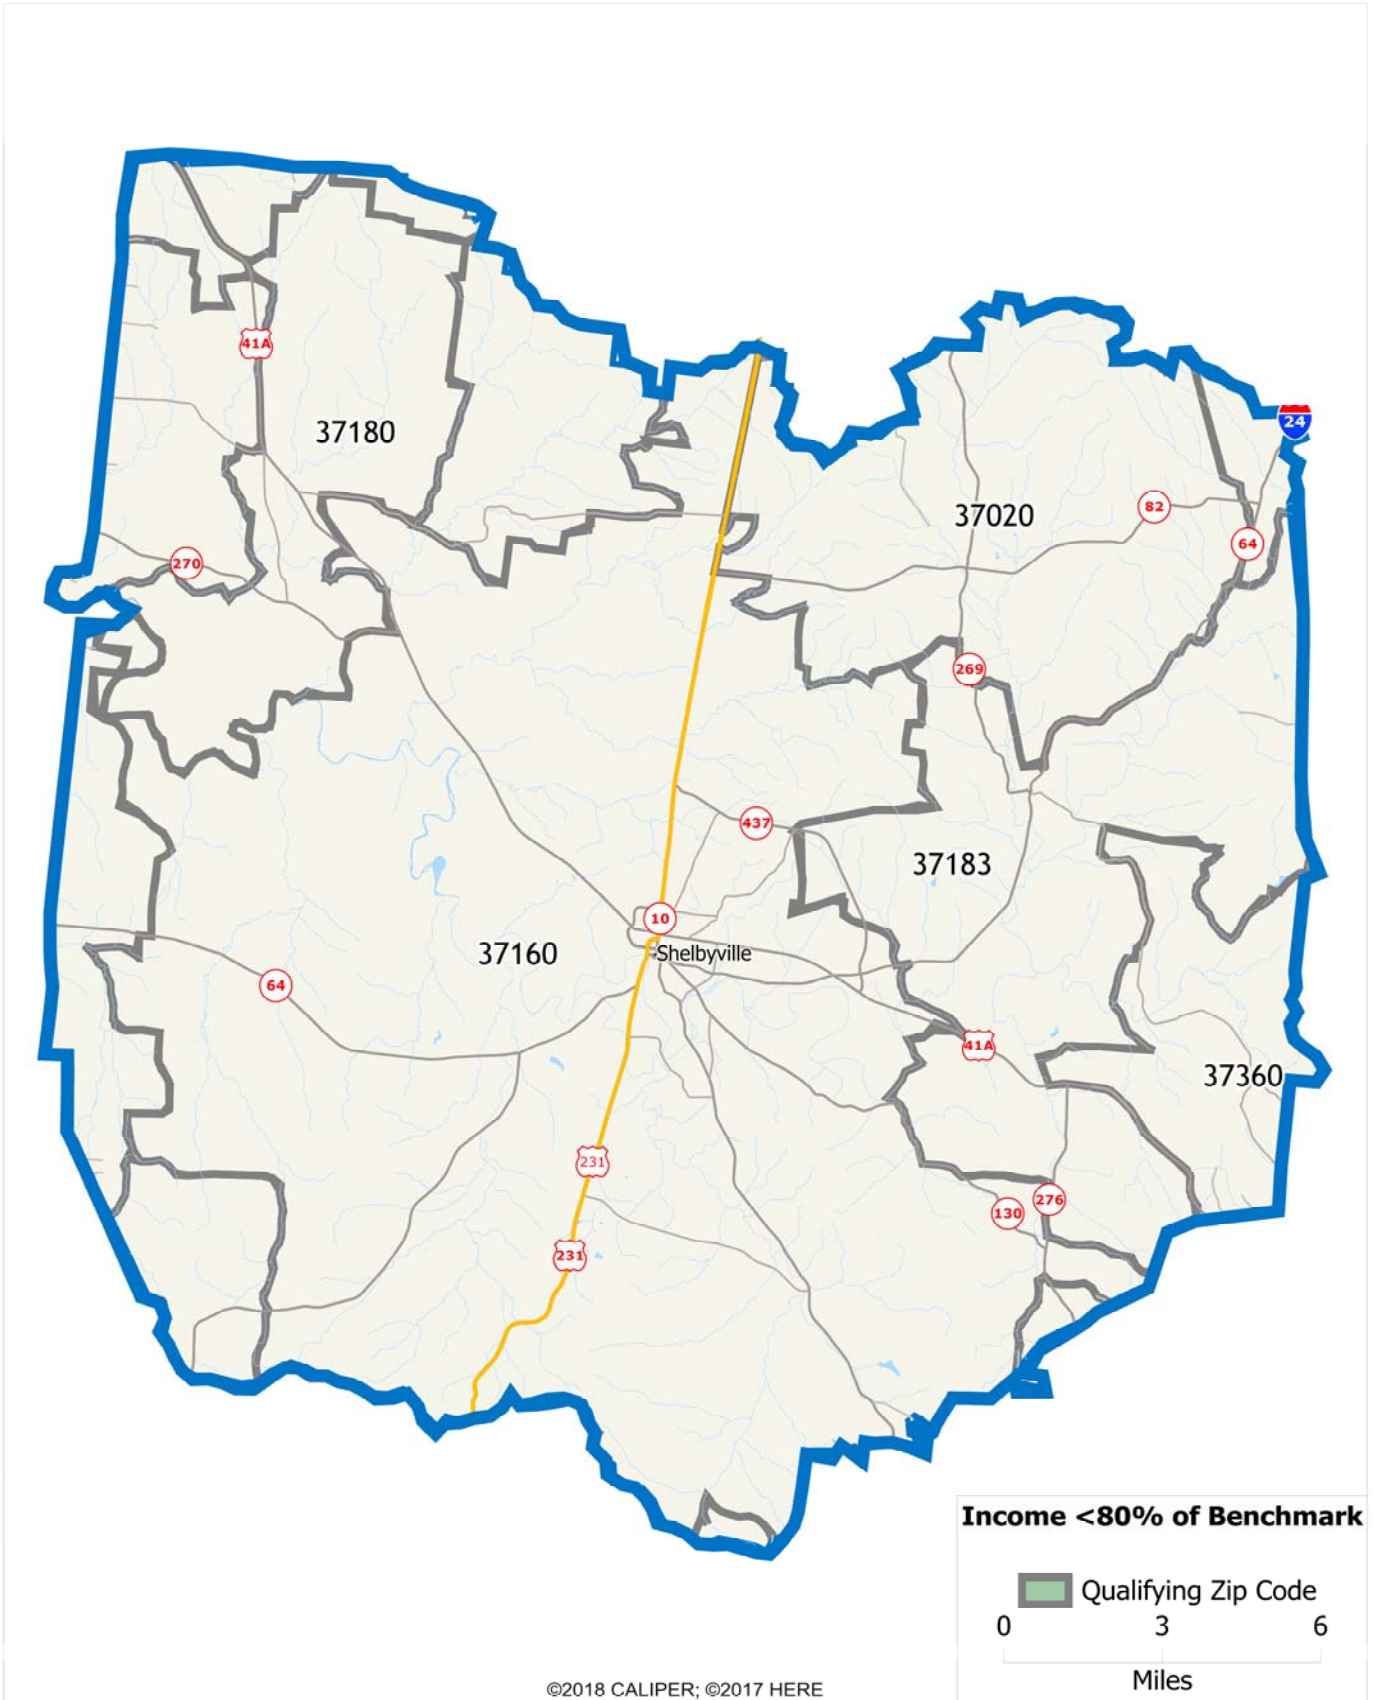 41A
37180
24
37020
82
64
270
269
437
37183
10
37160
Shelbyville
64
41A
37360
231
276
130
231
Income <80% of Benchmark
Qualifying Zip Code
0 3 6
Miles
©2018 CALIPER; ©2017 HERE